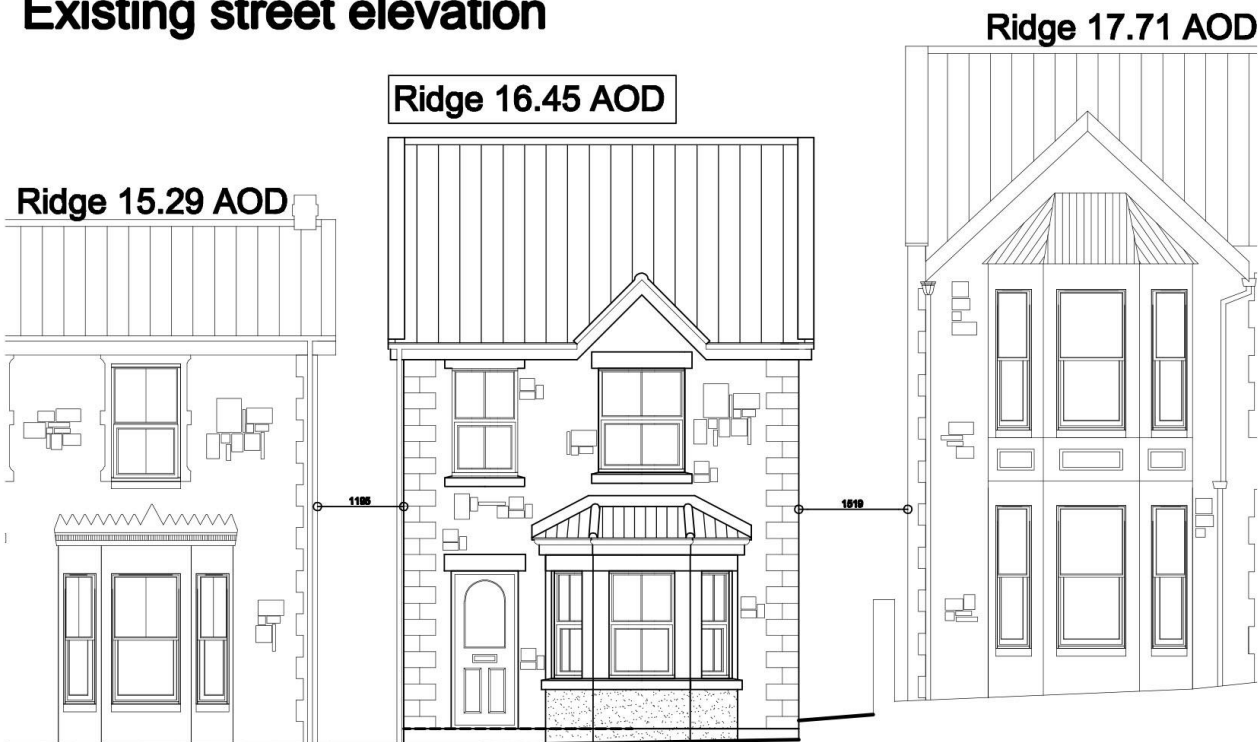 Existing street elevation
Ridge 17.71 AOD
Ridge 16.45 AOD
Ridge 15.29 AOD
1195
1519